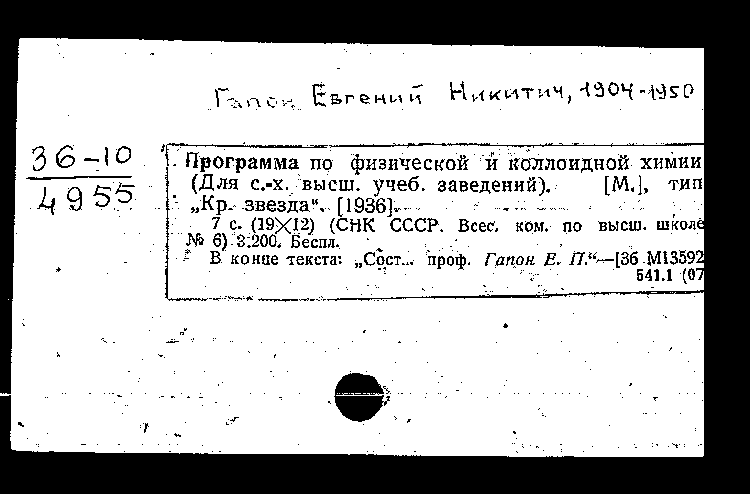 Гапон Евгений Никитич, 1904-1950
36-10
4955
Программа по физической и коллоидной химии
(Для с.-х. высш. учеб. заведений). [М.], тип
„Кр. звезда“. [1936].
7 с. (19×12) (СНК СССР. Всес. ком. по высш. школе
№ 6) 3.200. Беспл.
В конце текста: „Сост... проф. Гапон Е. П.“—[36 М13592
541.1 (07